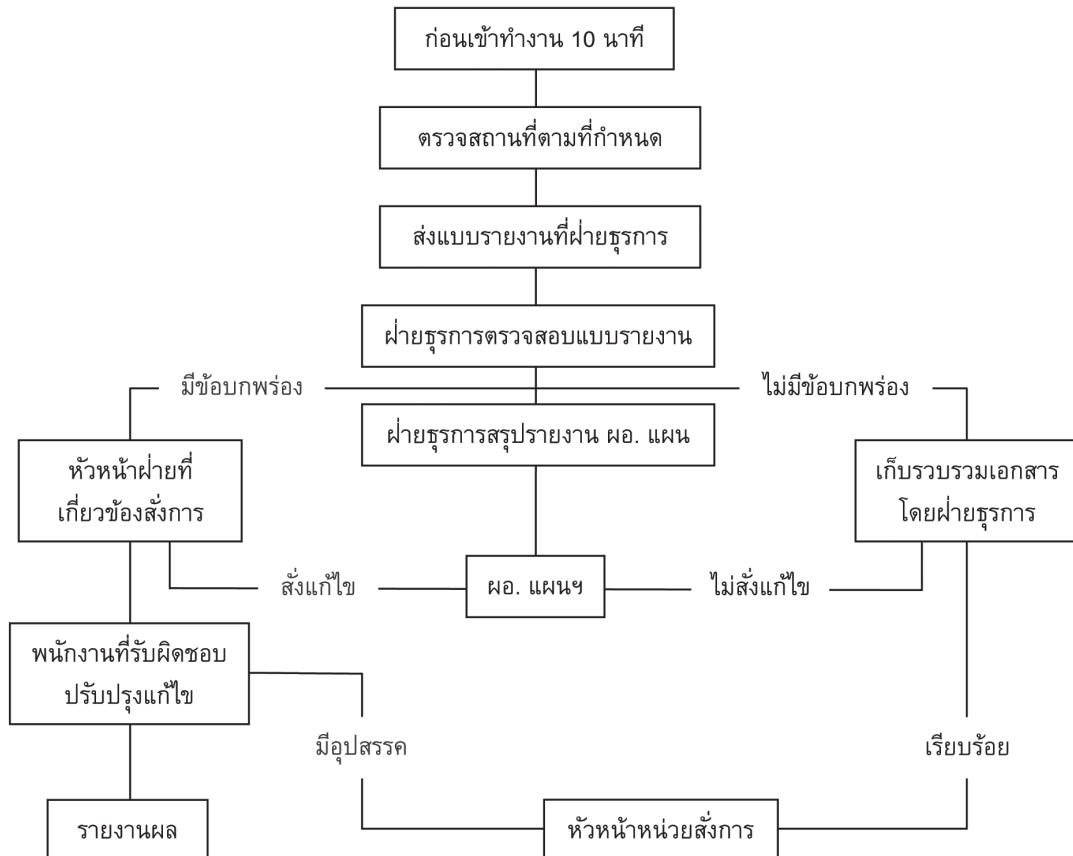 ก่อนเข้าทำงาน 10 นาที
ตรวจสถานที่ตามที่กำหนด
ส่งแบบรายงานที่ฝ่ายธุรการ
ฝ่ายธุรการตรวจสอบแบบรายงาน
มีข้อบกพร่อง
ไม่มีข้อบกพร่อง
ฝ่ายธุรการสรุปรายงาน ผอ. แผน
หัวหน้าฝ่ายที่
เกี่ยวข้องสั่งการ
เก็บรวบรวมเอกสาร
โดยฝ่ายธุรการ
สั่งแก้ไข
ผอ. แผนฯ
ไม่สั่งแก้ไข
พนักงานที่รับผิดชอบ
ปรับปรุงแก้ไข
มีอุปสรรค
เรียบร้อย
รายงานผล
หัวหน้าหน่วยสั่งการ